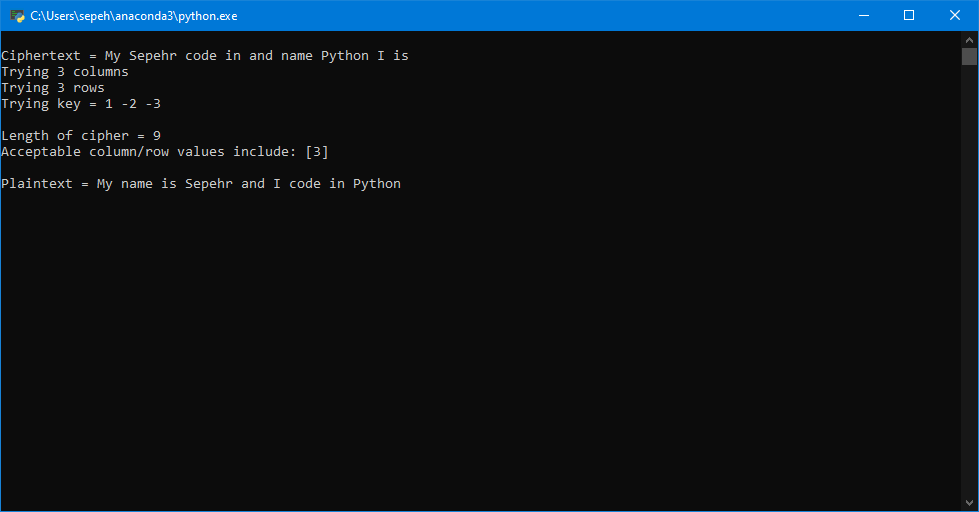 C:\Users\sepeh\anaconda3\python.exe
Ciphertext = My Sepehr code in and name Python I is
Trying 3 columns
Trying 3 rows
Trying key = 1 -2 -3
Length of cipher = 9
Acceptable column/row values include: [3]
Plaintext = My name is Sepehr and I code in Python